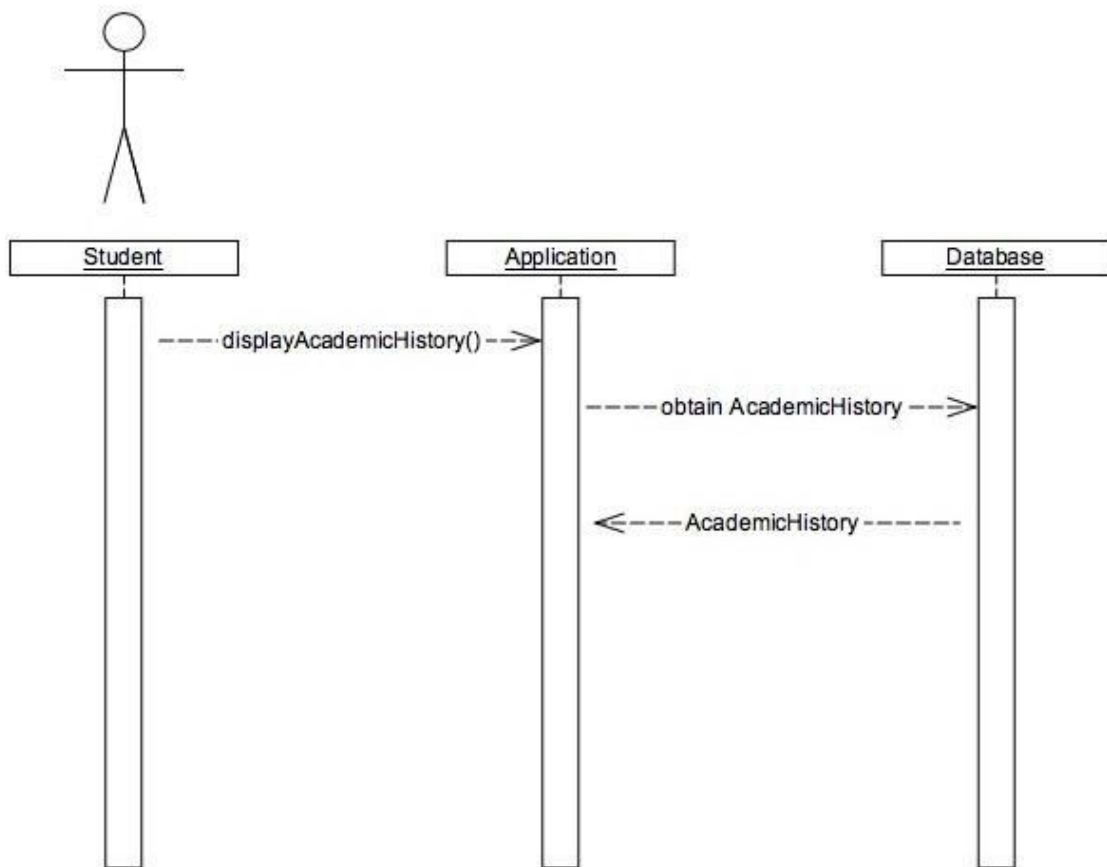 Student
Application
Database
displayAcademicHistory()
obtain AcademicHistory
AcademicHistory